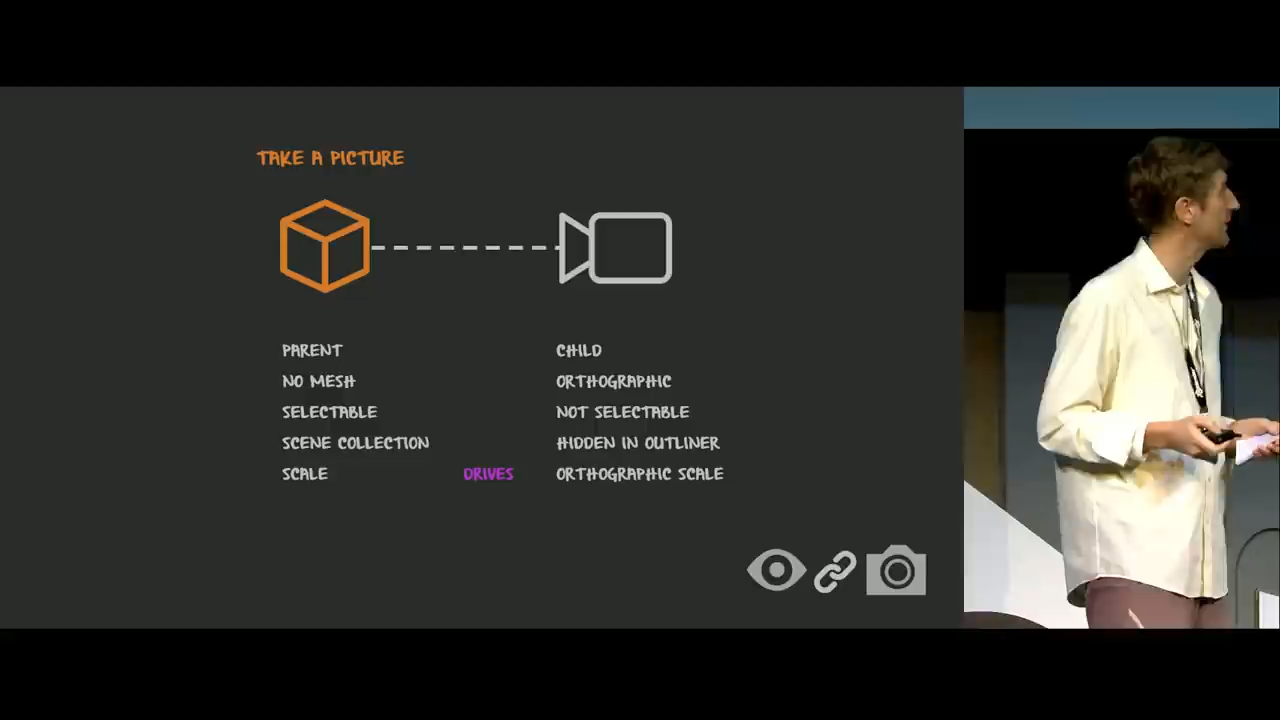 TAKE A PICTURE
PARENT CHILD
NO MESH ORTHOGRAPHIC
SELECTABLE NOT SELECTABLE
SCENE COLLECTION HIDDEN IN OUTLINER
SCALE DRIVES ORTHOGRAPHIC SCALE